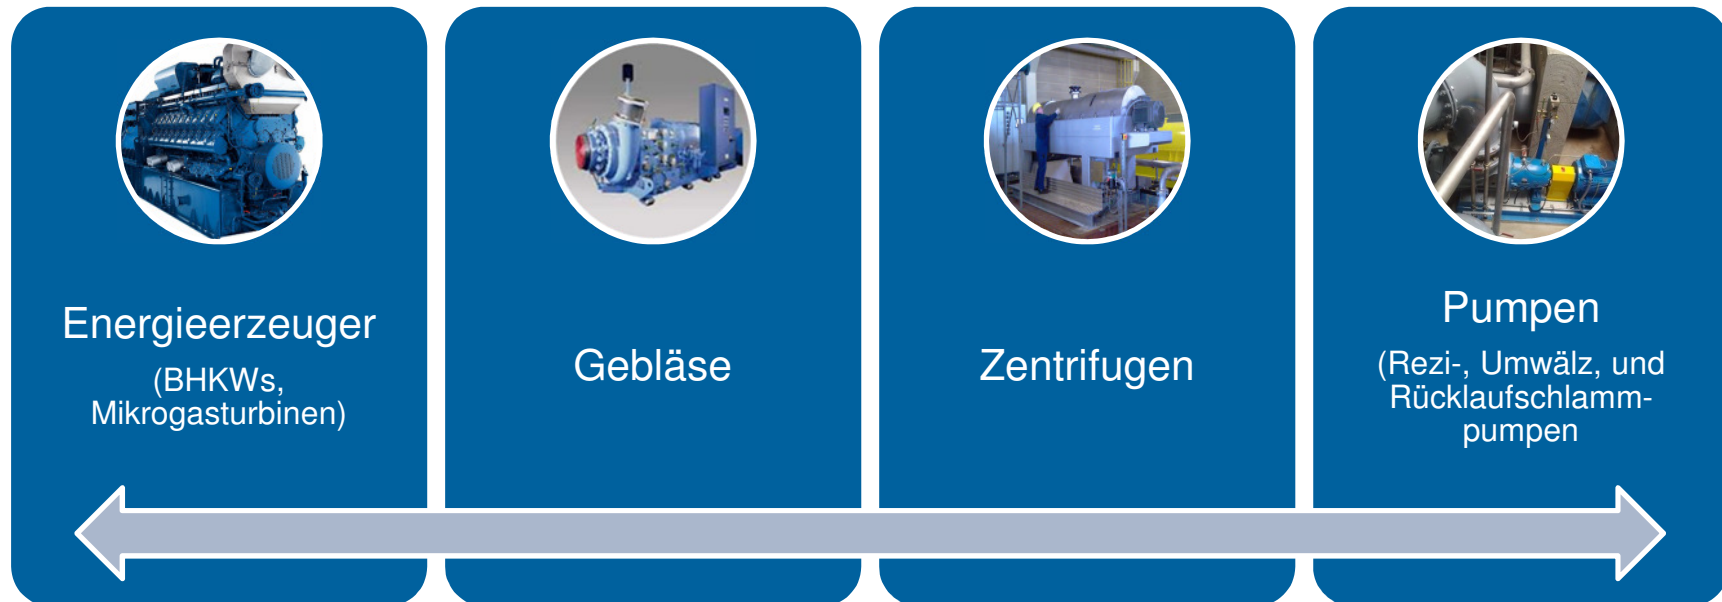 Energieerzeuger
(BHKWs,
Mikrogasturbinen)
Gebläse
Zentrifugen
Pumpen
(Rezi-, Umwälz, und
Rücklaufschlamm-
pumpen